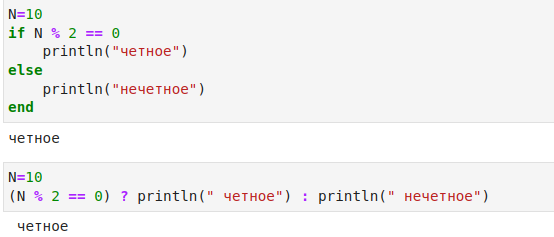 N=10
if N % 2 == 0
    println("четное")
else
    println("нечетное")
end
четное
N=10
(N % 2 == 0) ? println(" четное") : println(" нечетное")
 четное